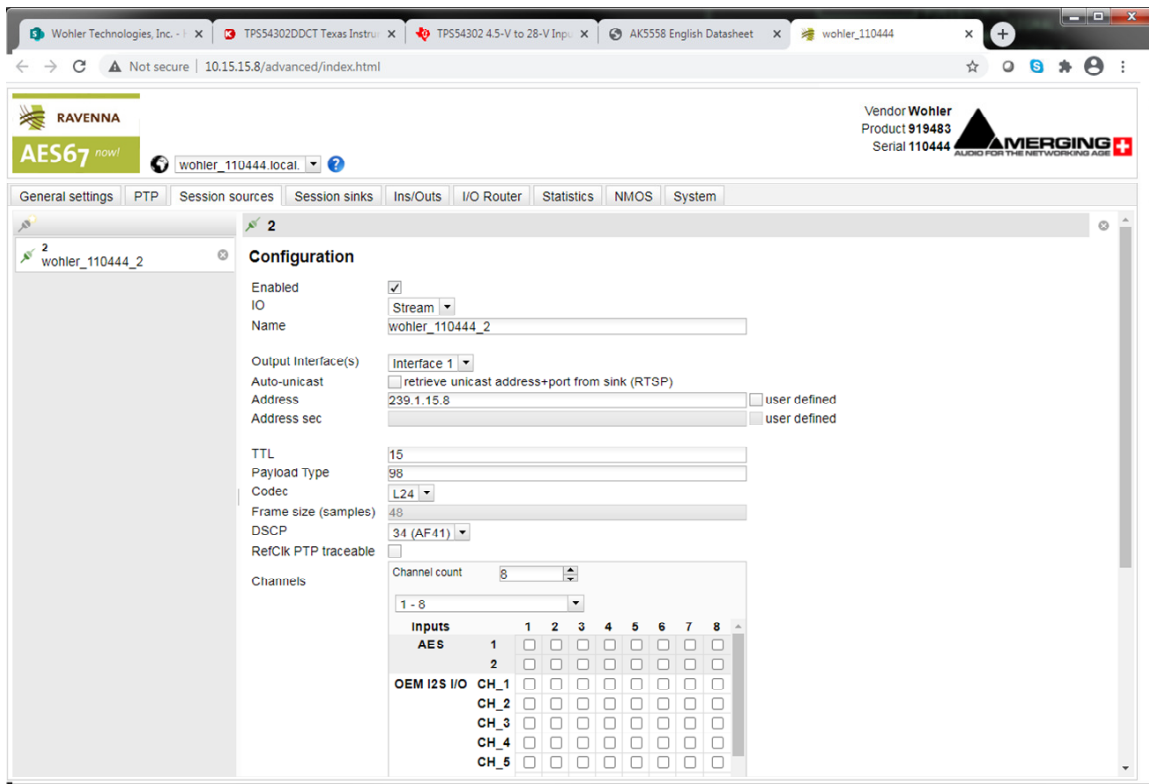 Wohler Technologies, Inc. - H
TPS54302DDCT Texas Instru
TPS54302 4.5-V to 28-V Inpu
AK5558 English Datasheet
wohler_110444
Not secure | 10.15.15.8/advanced/index.html
RAVENNA
AES67 now!
wohler_110444.local.
Vendor Wohler
Product 919483
Serial 110444
MERGING
AUDIO FOR THE NETWORKING AGE
General settings PTP Session sources Session sinks Ins/Outs I/O Router Statistics NMOS System
2
wohler_110444_2
2
Configuration
Enabled
IO Stream
Name wohler_110444_2
Output Interface(s) Interface 1
Auto-unicast retrieve unicast address+port from sink (RTSP)
Address 239.1.15.8 user defined
Address sec user defined
TTL 15
Payload Type 98
Codec L24
Frame size (samples) 48
DSCP 34 (AF41)
RefClk PTP traceable
Channels
Channel count 8
1 - 8
Inputs 1 2 3 4 5 6 7 8
AES 1
2
OEM I2S I/O CH_1
CH_2
CH_3
CH_4
CH_5